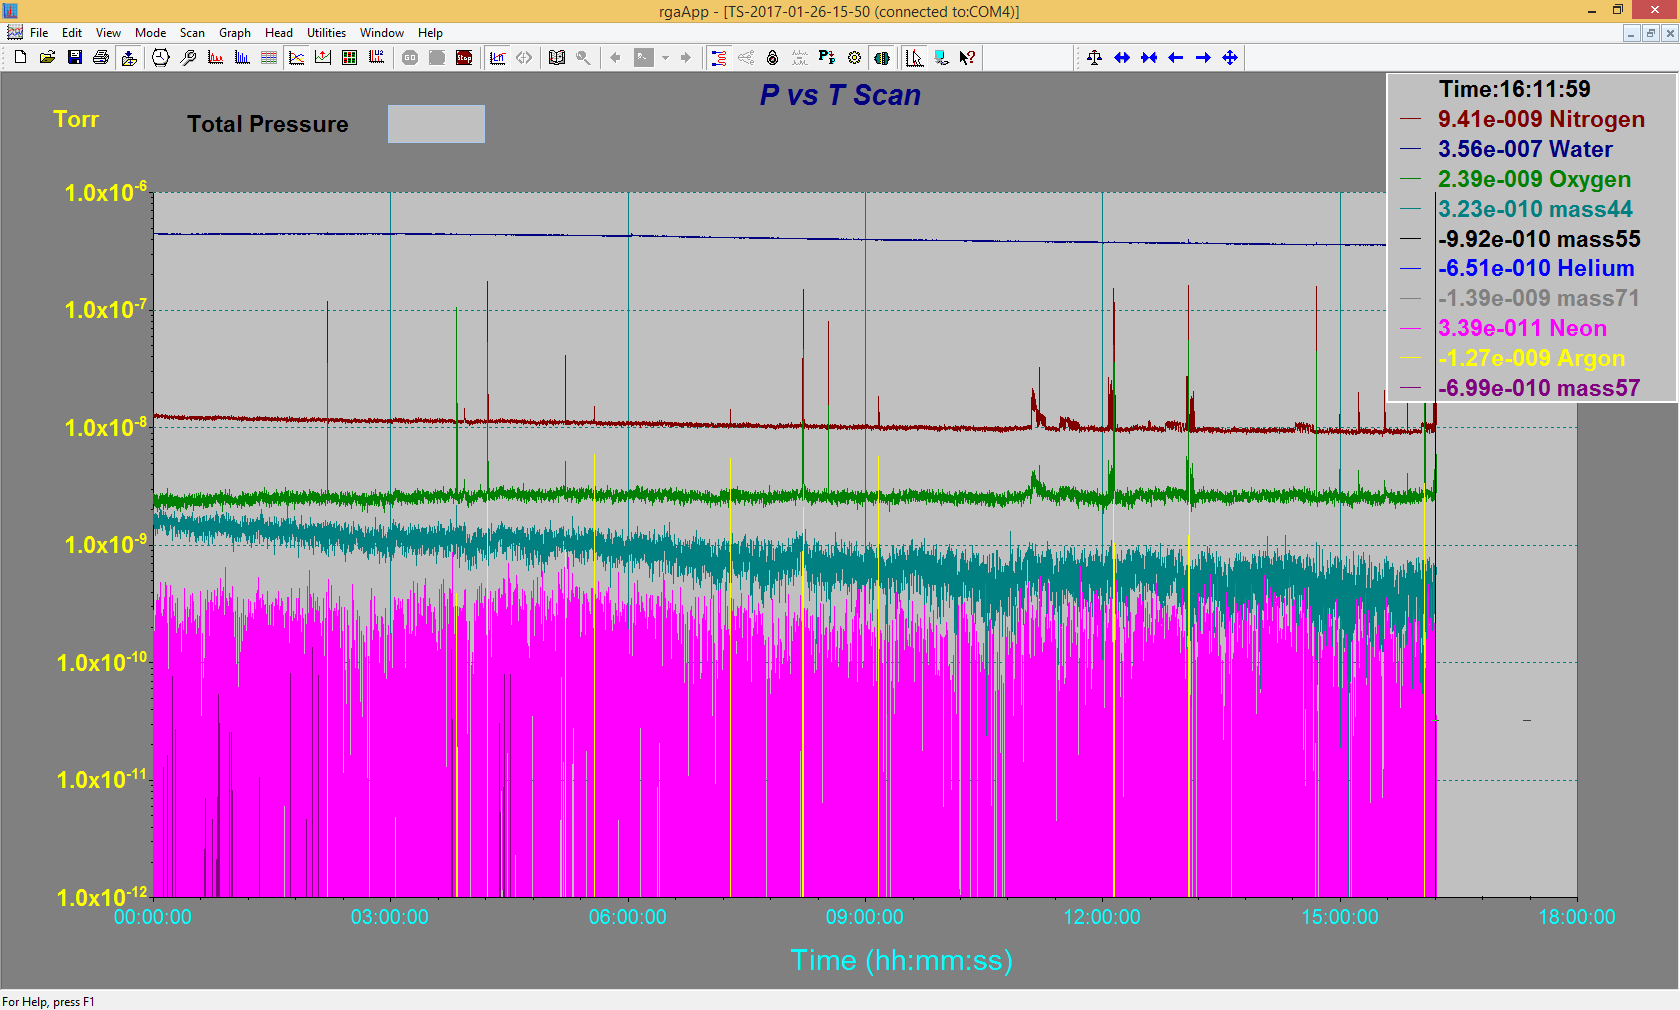 rgaApp - [TS-2017-01-26-15-50 (connected to:COM4)]
File Edit View Mode Scan Graph Head Utilities Window Help
GO Stop
P vs T Scan
Torr
Total Pressure
Time:16:11:59
9.41e-009 Nitrogen
3.56e-007 Water
2.39e-009 Oxygen
3.23e-010 mass44
-9.92e-010 mass55
-6.51e-010 Helium
-1.39e-009 mass71
3.39e-011 Neon
-1.27e-009 Argon
-6.99e-010 mass57
1.0x10-6
1.0x10-7
1.0x10-8
1.0x10-9
1.0x10-10
1.0x10-11
1.0x10-12
00:00:00 03:00:00 06:00:00 09:00:00 12:00:00 15:00:00 18:00:00
Time (hh:mm:ss)
For Help, press F1